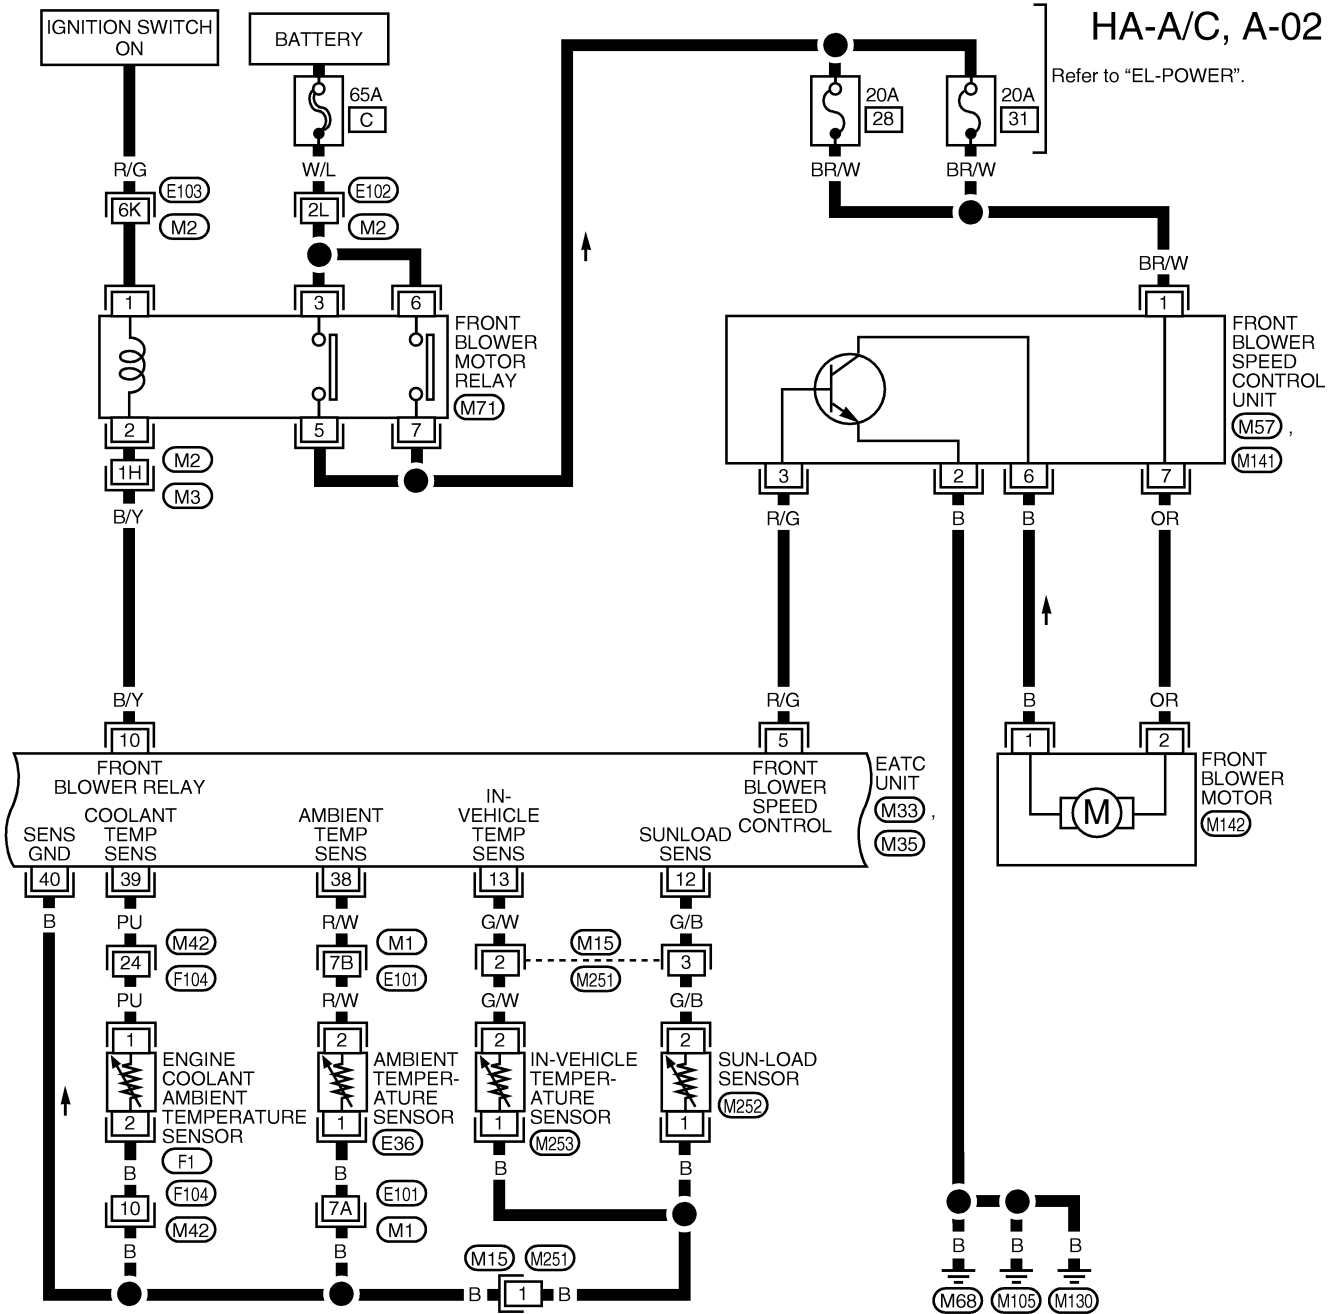 IGNITION SWITCH
ON
BATTERY
HA-A/C, A-02
Refer to "EL-POWER".
65A
C
20A
28
20A
31
R/G
W/L
BR/W
BR/W
6K
E103
M2
2L
E102
M2
BR/W
1
3
6
1
FRONT
BLOWER
MOTOR
RELAY
M71
FRONT
BLOWER
SPEED
CONTROL
UNIT
M57 ,
M141
2
5
7
1H
M2
M3
B/Y
3
2
6
7
R/G
B
B
OR
B/Y
R/G
B
OR
10
5
1
2
FRONT
BLOWER RELAY
FRONT
BLOWER
SPEED
CONTROL
EATC
UNIT
M33 ,
M35
FRONT
BLOWER
MOTOR
M142
M
SENS
GND
COOLANT
TEMP
SENS
AMBIENT
TEMP
SENS
IN-
VEHICLE
TEMP
SENS
SUNLOAD
SENS
40
39
38
13
12
B
PU
R/W
G/W
G/B
24
M42
F104
7B
M1
E101
2
M15
M251
3
PU
R/W
G/W
G/B
1
2
2
2
ENGINE
COOLANT
AMBIENT
TEMPERATURE
SENSOR
F1
AMBIENT
TEMPER-
ATURE
SENSOR
E36
IN-VEHICLE
TEMPER-
ATURE
SENSOR
M253
SUN-LOAD
SENSOR
M252
2
1
1
1
B
B
B
B
10
F104
M42
7A
E101
M1
B
B
M15
M251
B
1
B
B
B
B
M68
M105
M130